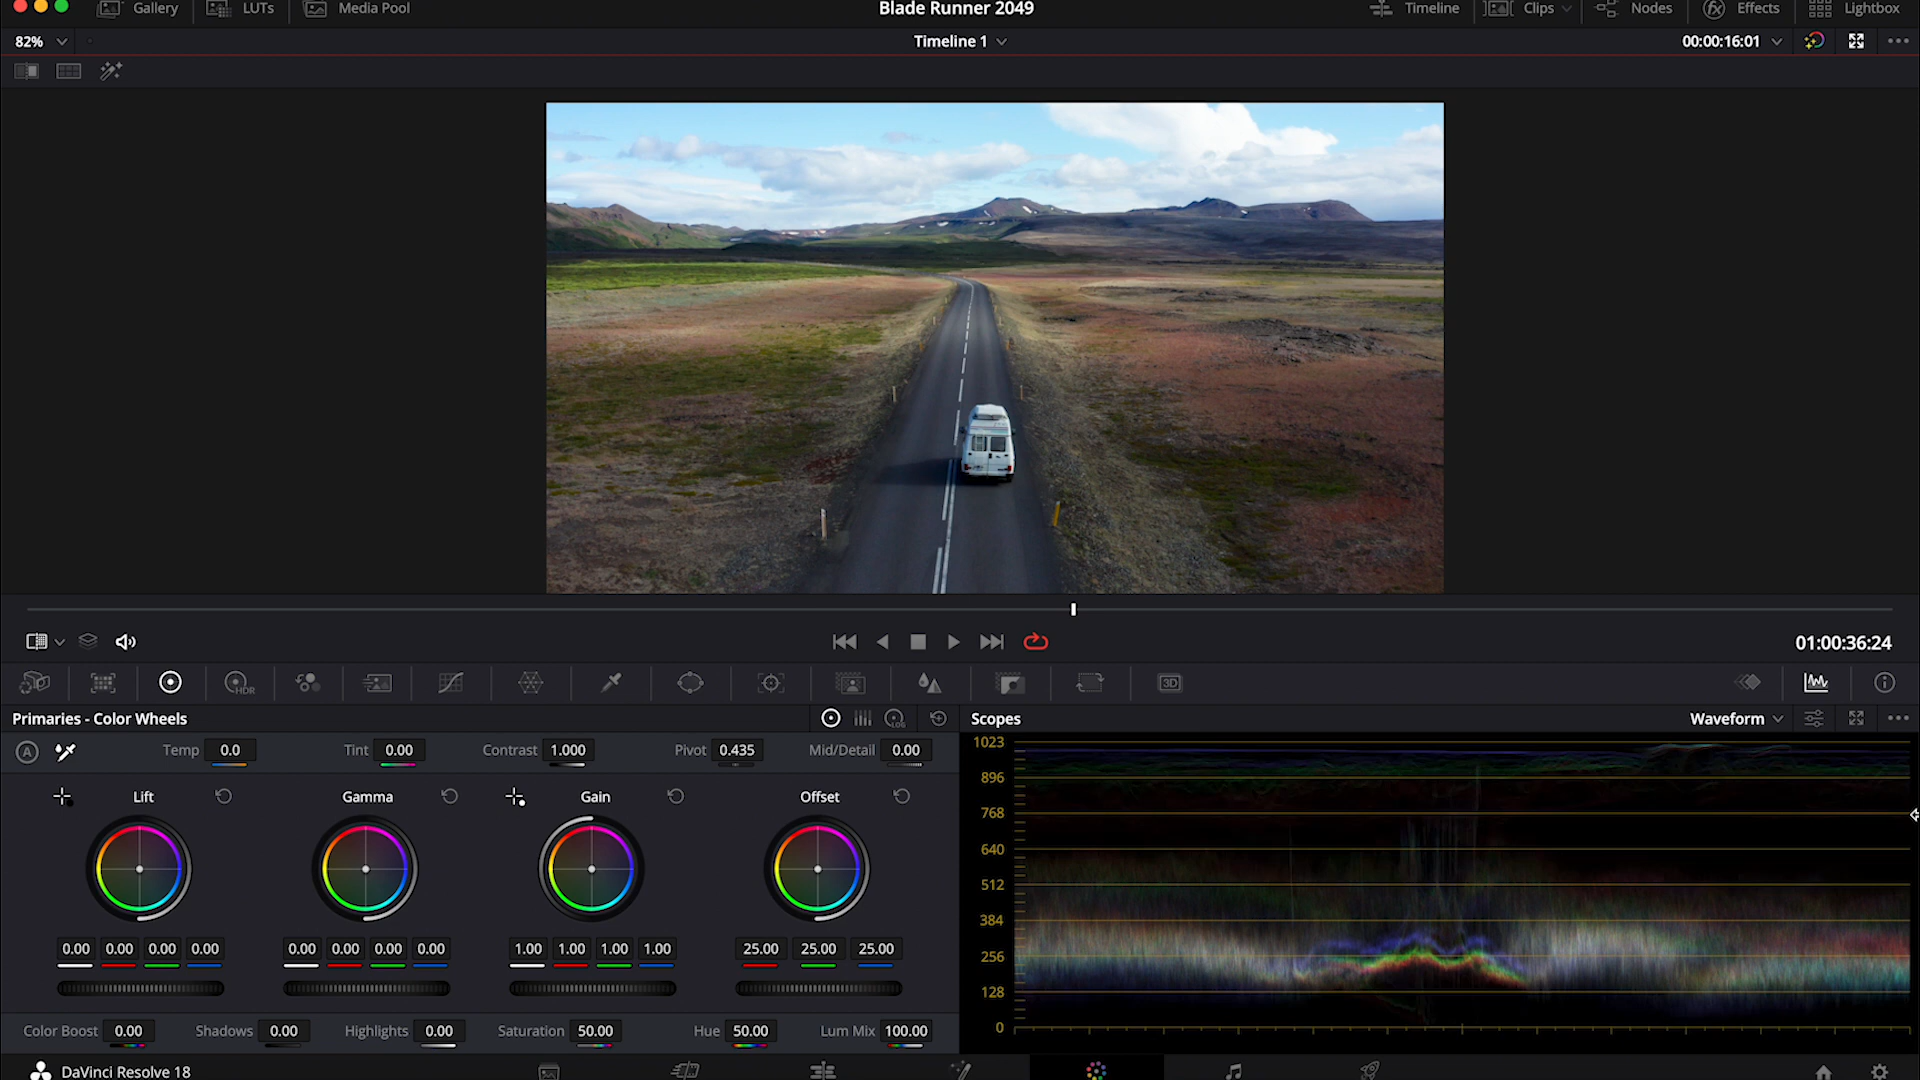 Gallery LUTs Media Pool Blade Runner 2049 Timeline Clips Nodes fx Effects Lightbox
82% Timeline 1 00:00:16:01
01:00:36:24
HDR 3D
Primaries - Color Wheels LOG Scopes Waveform
A Temp 0.0 Tint 0.00 Contrast 1.000 Pivot 0.435 Mid/Detail 0.00
Lift Gamma Gain Offset
0.00 0.00 0.00 0.00 0.00 0.00 0.00 0.00 1.00 1.00 1.00 1.00 25.00 25.00 25.00
Color Boost 0.00 Shadows 0.00 Highlights 0.00 Saturation 50.00 Hue 50.00 Lum Mix 100.00
1023
896
768
640
512
384
256
128
0
DaVinci Resolve 18